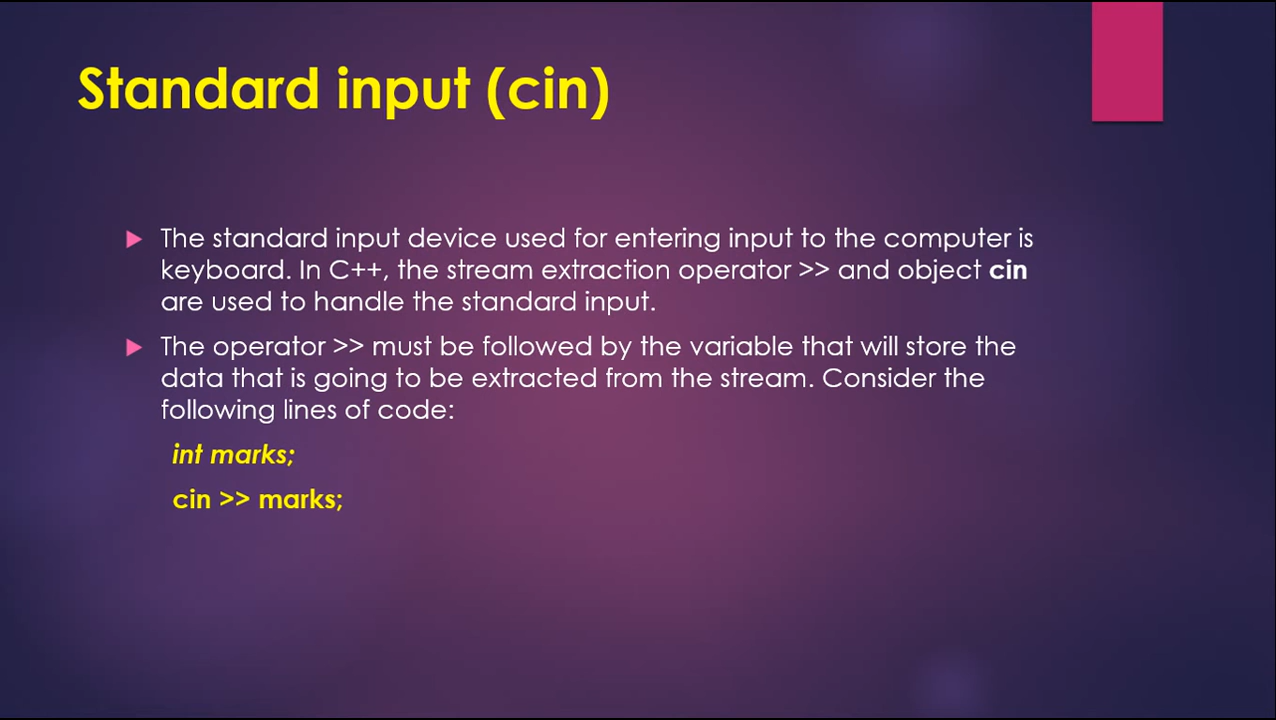 Standard input (cin)
The standard input device used for entering input to the computer is
keyboard. In C++, the stream extraction operator >> and object cin
are used to handle the standard input.
The operator >> must be followed by the variable that will store the
data that is going to be extracted from the stream. Consider the
following lines of code:
int marks;
cin >> marks;